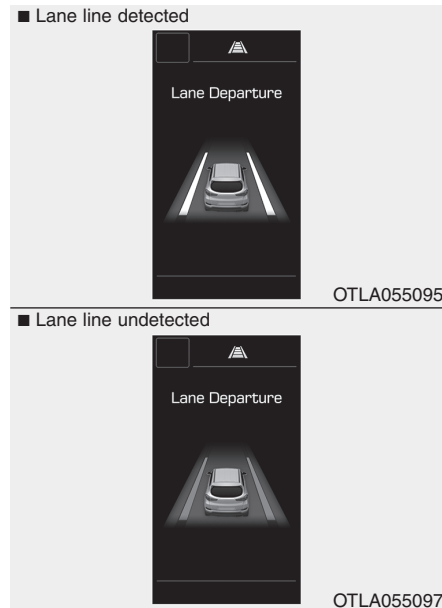 ■ Lane line detected
Lane Departure
OTLA055095
■ Lane line undetected
Lane Departure
OTLA055097